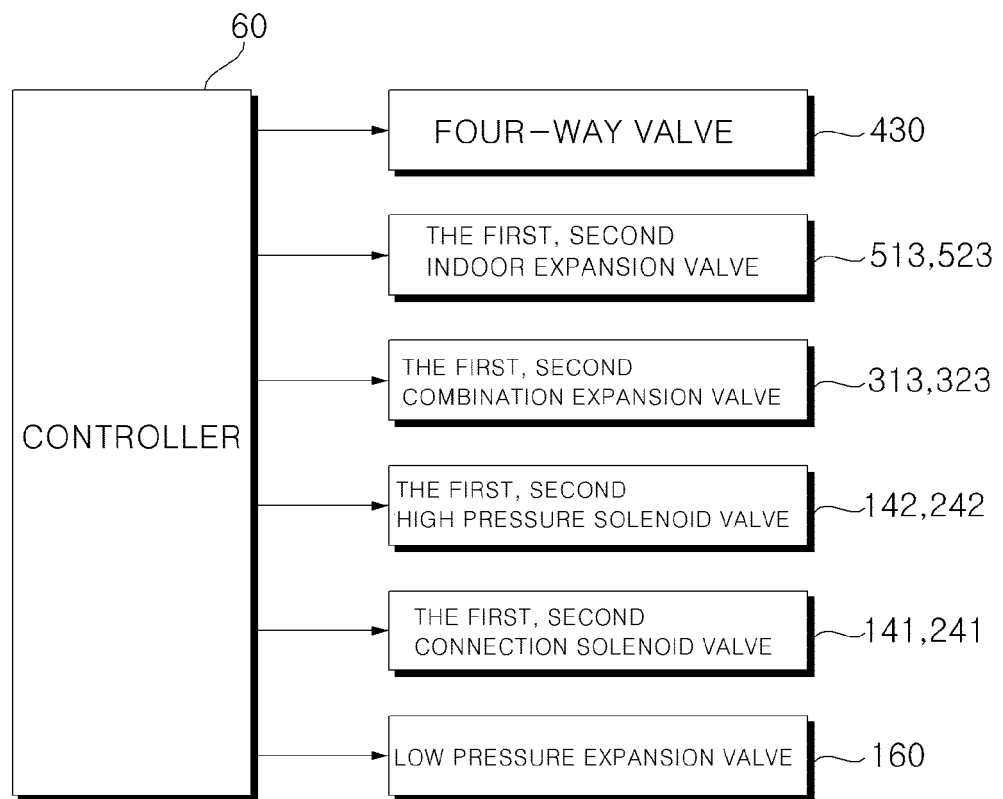 60
FOUR-WAY VALVE
430
THE FIRST, SECOND
INDOOR EXPANSION VALVE
513,523
THE FIRST, SECOND
COMBINATION EXPANSION VALVE
313,323
CONTROLLER
THE FIRST, SECOND
HIGH PRESSURE SOLENOID VALVE
142,242
THE FIRST, SECOND
CONNECTION SOLENOID VALVE
141,241
LOW PRESSURE EXPANSION VALVE
160